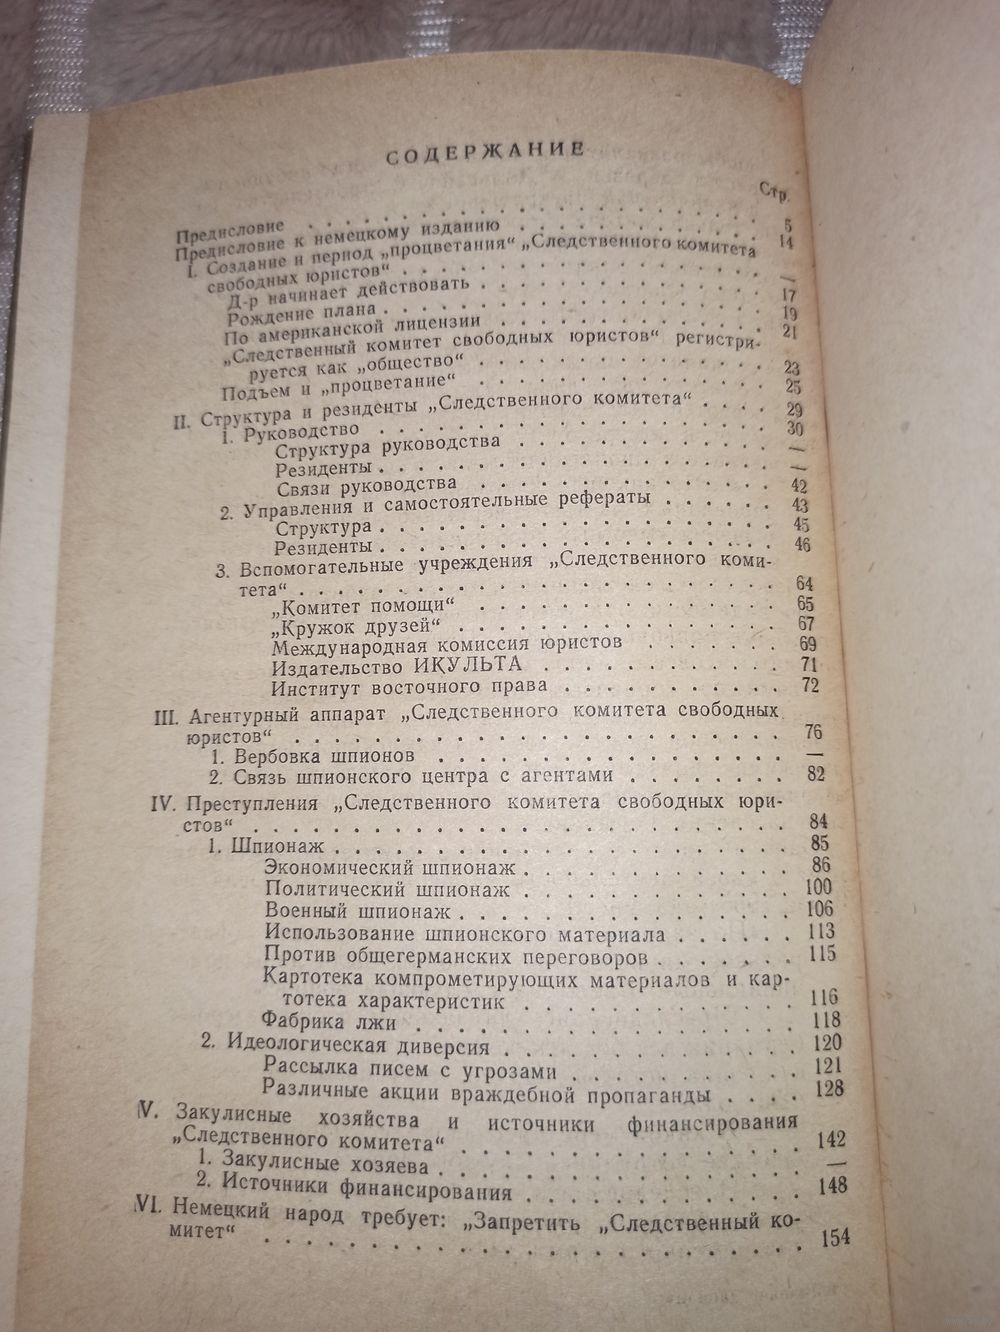 СОДЕРЖАНИЕ
Стр.
Предисловие . . . . . . . . . . . . . . . . . . 5
Предисловие к немецкому изданию . . . . . . . . 14
I. Создание и период „процветания“ „Следственного комитета
свободных юристов“ . . . . . . . . . . . . . . —
Д-р начинает действовать . . . . . . . . . . . 17
Рождение плана . . . . . . . . . . . . . . . . 19
По американской лицензии . . . . . . . . . . . 21
„Следственный комитет свободных юристов“ регистри-
руется как „общество“ . . . . . . . . . . . . 23
Подъем и „процветание“ . . . . . . . . . . . . 25
II. Структура и резиденты „Следственного комитета“ . . . . 29
1. Руководство . . . . . . . . . . . . . . . . 30
Структура руководства . . . . . . . . . . . . —
Резиденты . . . . . . . . . . . . . . . . . . —
Связи руководства . . . . . . . . . . . . . . 42
2. Управления и самостоятельные рефераты . . . . . . 43
Структура . . . . . . . . . . . . . . . . . . 45
Резиденты . . . . . . . . . . . . . . . . . . 46
3. Вспомогательные учреждения „Следственного коми-
тета“ . . . . . . . . . . . . . . . . . . . . 64
„Комитет помощи“ . . . . . . . . . . . . . . . 65
„Кружок друзей“ . . . . . . . . . . . . . . . 67
Международная комиссия юристов . . . . . . . 69
Издательство ИКУЛЬТА . . . . . . . . . . . . 71
Институт восточного права . . . . . . . . . . 72
III. Агентурный аппарат „Следственного комитета свободных
юристов“ . . . . . . . . . . . . . . . . . . . 76
1. Вербовка шпионов . . . . . . . . . . . . . . —
2. Связь шпионского центра с агентами . . . . . . . . 82
IV. Преступления „Следственного комитета свободных юри-
стов“ . . . . . . . . . . . . . . . . . . . . 84
1. Шпионаж . . . . . . . . . . . . . . . . . . 85
Экономический шпионаж . . . . . . . . . . . . 86
Политический шпионаж . . . . . . . . . . . . 100
Военный шпионаж . . . . . . . . . . . . . . . 106
Использование шпионского материала . . . . . . 113
Против общегерманских переговоров . . . . . . . 115
Картотека компрометирующих материалов и кар-
тотека характеристик . . . . . . . . . . . . 116
Фабрика лжи . . . . . . . . . . . . . . . . . 118
2. Идеологическая диверсия . . . . . . . . . . . . 120
Рассылка писем с угрозами . . . . . . . . . . 121
Различные акции враждебной пропаганды . . . . 128
V. Закулисные хозяйства и источники финансирования
„Следственного комитета“ . . . . . . . . . . . 142
1. Закулисные хозяева . . . . . . . . . . . . . —
2. Источники финансирования . . . . . . . . . . . 148
VI. Немецкий народ требует: „Запретить „Следственный ко-
митет“ . . . . . . . . . . . . . . . . . . . . 154